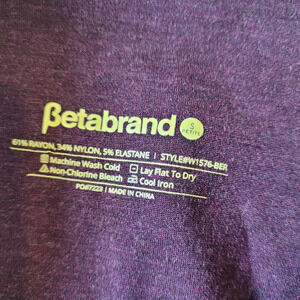 Betabrand S PETITE
61% RAYON, 34% NYLON, 5% ELASTANE | STYLE#W1576-BER
Machine Wash Cold Lay Flat To Dry
Non-Chlorine Bleach Cool Iron
PO#7223 | MADE IN CHINA